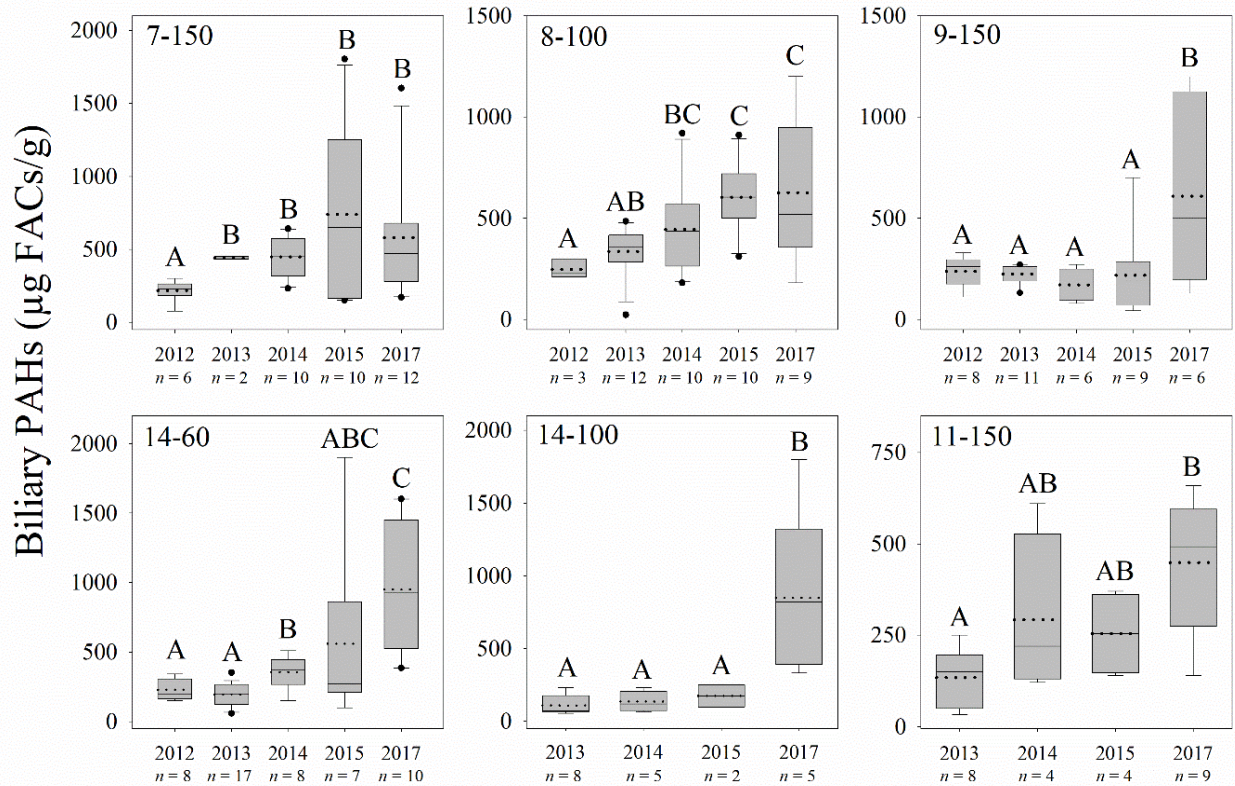 Biliary PAHs (µg FACs/g)
7-150
2000
1500
1000
500
0
A
B
B
B
B
2012 2013 2014 2015 2017
n = 6 n = 2 n = 10 n = 10 n = 12
8-100
1500
1000
500
0
A
AB
BC
C
C
2012 2013 2014 2015 2017
n = 3 n = 12 n = 10 n = 10 n = 9
9-150
1500
1000
500
0
A
A
A
A
B
2012 2013 2014 2015 2017
n = 8 n = 11 n = 6 n = 9 n = 6
14-60
2000
1500
1000
500
0
A
A
B
ABC
C
2012 2013 2014 2015 2017
n = 8 n = 17 n = 8 n = 7 n = 10
14-100
2000
1500
1000
500
0
A
A
A
B
2013 2014 2015 2017
n = 8 n = 5 n = 2 n = 5
11-150
750
500
250
0
A
AB
AB
B
2013 2014 2015 2017
n = 8 n = 4 n = 4 n = 9